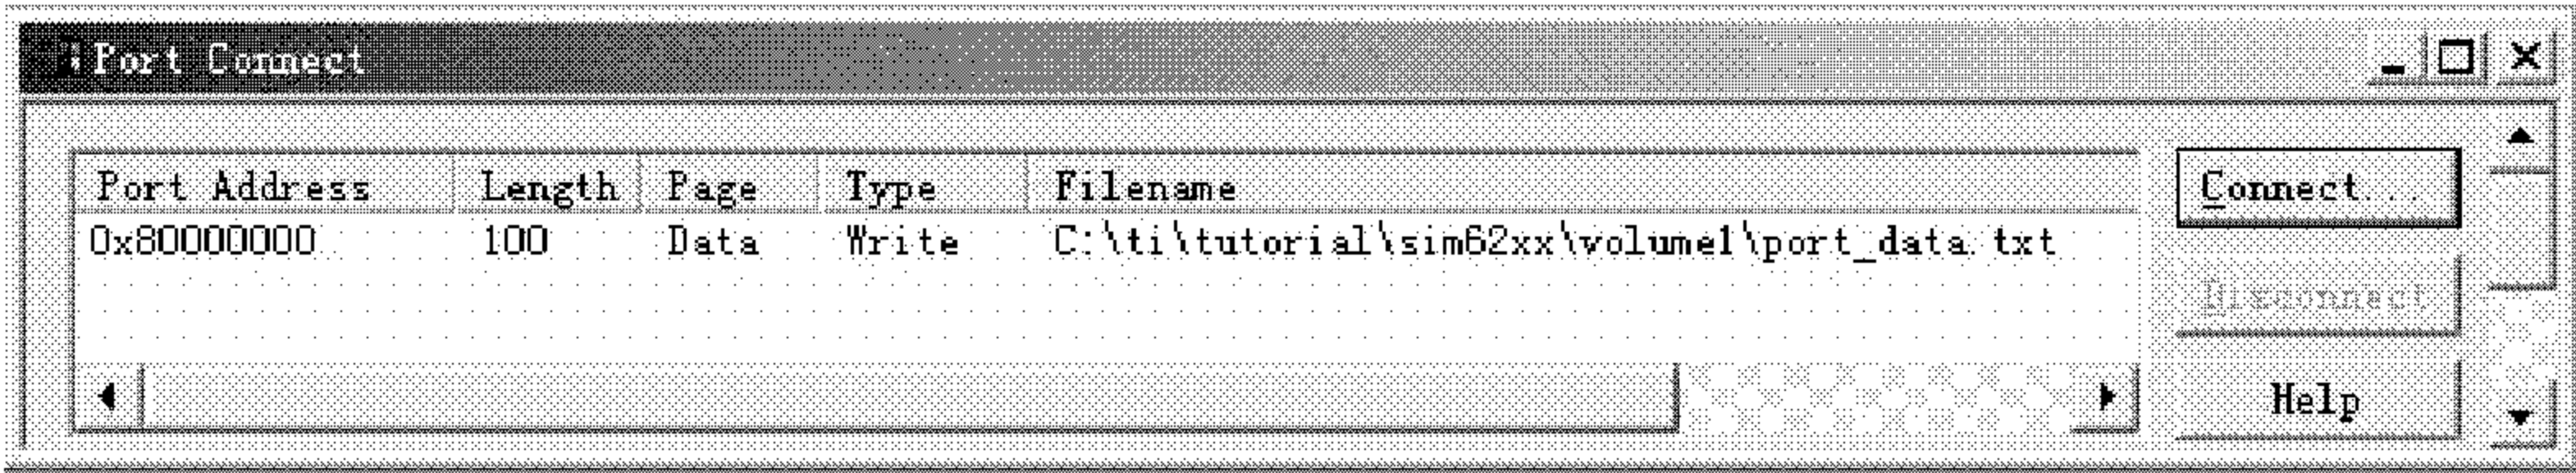 Port Connect
Port Address Length Page Type Filename
0x80000000 100 Data Write C:\ti\tutorial\sim62xx\volume1\port_data.txt
Connect...
Disconnect
Help